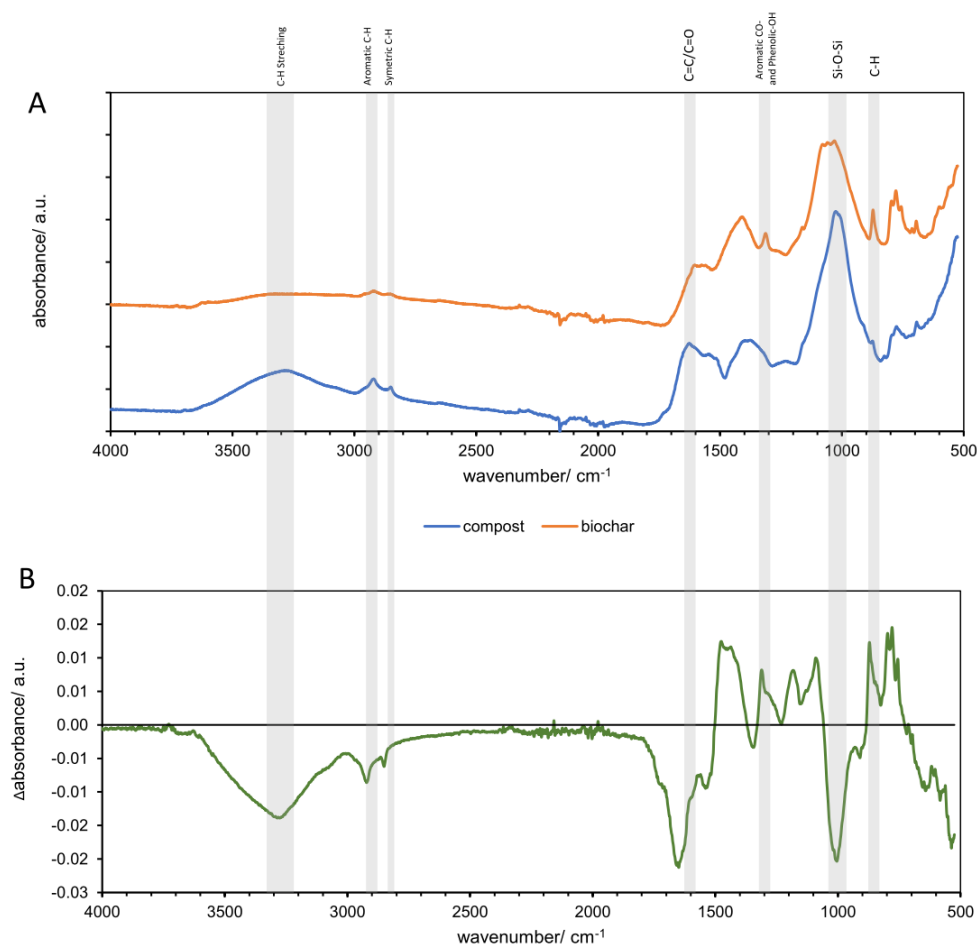 C-H Streching
Aromatic C-H
Symetric C-H
C=C/C=O
Aromatic CO-
and Phenolic-OH
Si-O-Si
C-H
A
absorbance/ a.u.
4000 3500 3000 2500 2000 1500 1000 500
wavenumber/ cm⁻¹
compost biochar
B
0.02
0.02
0.01
0.01
0.00
-0.01
-0.01
-0.02
-0.02
-0.03
Δabsorbance/ a.u.
4000 3500 3000 2500 2000 1500 1000 500
wavenumber/ cm⁻¹